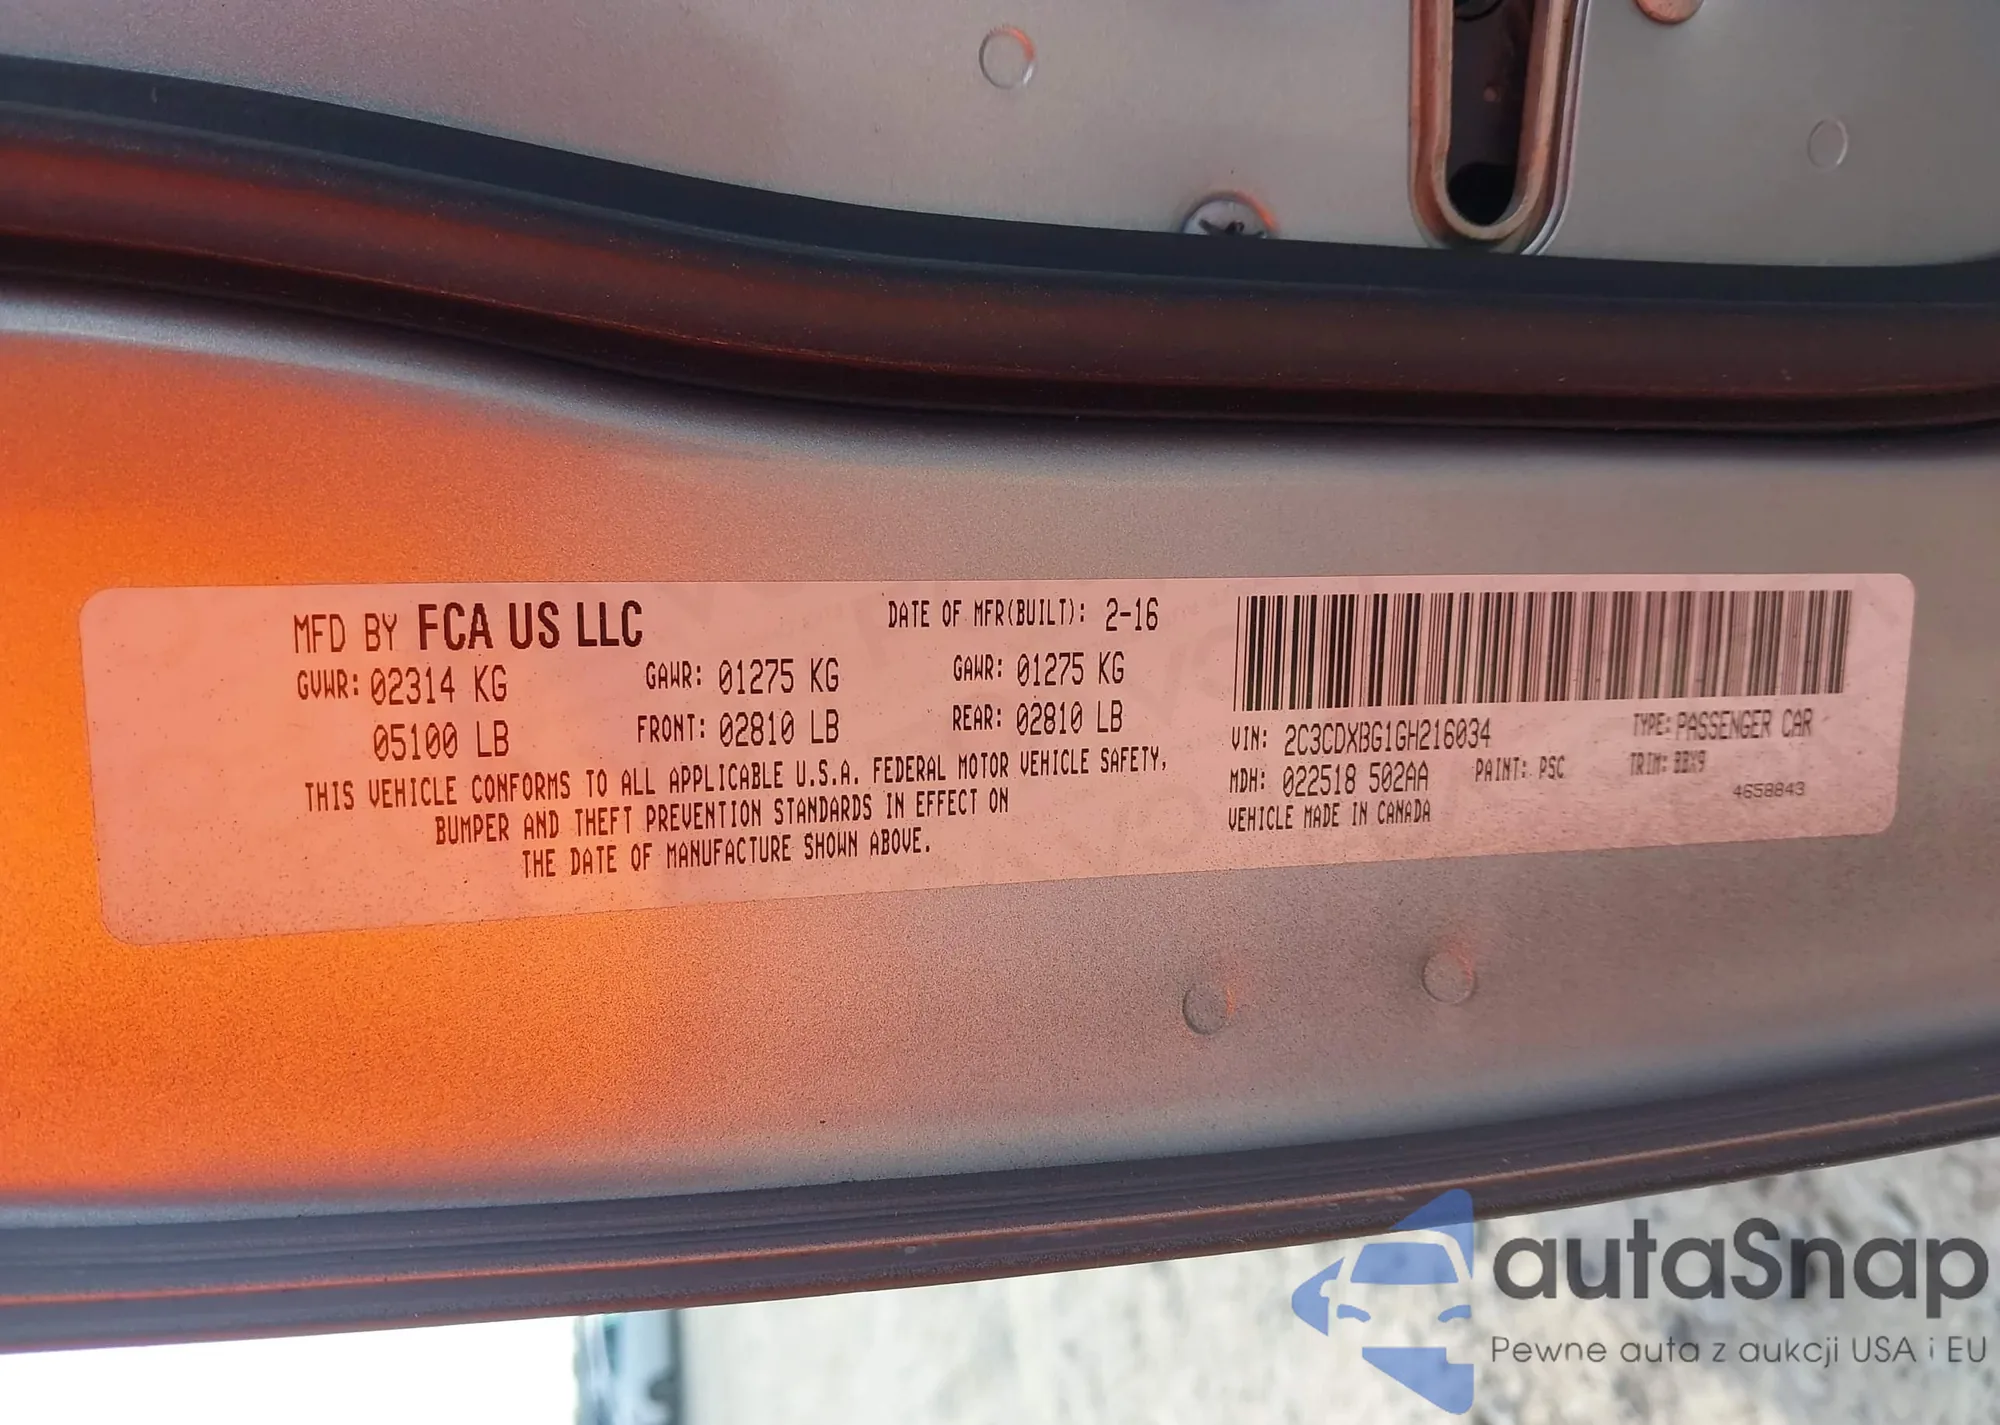 MFD BY FCA US LLC
DATE OF MFR(BUILT): 2-16
GVWR: 02314 KG
GAWR: 01275 KG
GAWR: 01275 KG
05100 LB
FRONT: 02810 LB
REAR: 02810 LB
THIS VEHICLE CONFORMS TO ALL APPLICABLE U.S.A. FEDERAL MOTOR VEHICLE SAFETY,
BUMPER AND THEFT PREVENTION STANDARDS IN EFFECT ON
THE DATE OF MANUFACTURE SHOWN ABOVE.
VIN: 2C3CDXBG1GH216034
TYPE: PASSENGER CAR
MDH: 022518 502AA
PAINT: PSC
TRIM: BBX9
VEHICLE MADE IN CANADA
4658843
autaSnap
Pewne auta z aukcji USA i EU